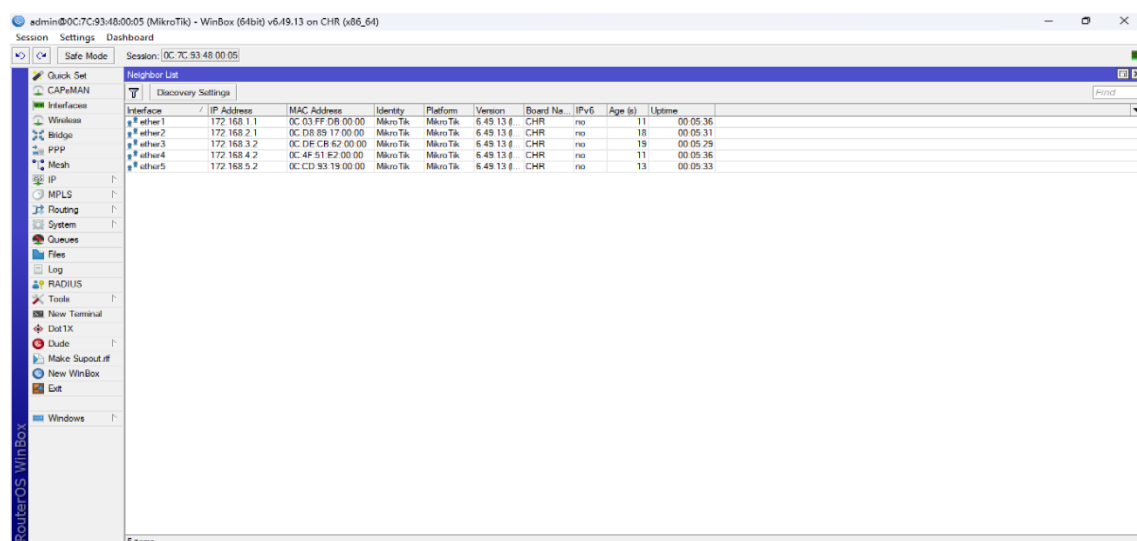 admin@0C:7C:93:48:00:05 (MikroTik) - WinBox (64bit) v6.49.13 on CHR (x86_64)
Session Settings Dashboard
Safe Mode Session: 0C:7C:93:48:00:05
Quick Set
CAPsMAN
Interfaces
Wireless
Bridge
PPP
Mesh
IP
MPLS
Routing
System
Queues
Files
Log
RADIUS
Tools
New Terminal
Dot1X
Dude
Make Supout.rif
New WinBox
Exit
Windows
RouterOS WinBox
Neighbor List
Discovery Settings Find
Interface IP Address MAC Address Identity Platform Version Board Na... IPv6 Age (s) Uptime
ether1 172.168.1.1 0C:03:FF:DB:00:00 MikroTik MikroTik 6.49.13 (... CHR no 11 00:05:36
ether2 172.168.2.1 0C:D8:89:17:00:00 MikroTik MikroTik 6.49.13 (... CHR no 18 00:05:31
ether3 172.168.3.2 0C:DE:CB:62:00:00 MikroTik MikroTik 6.49.13 (... CHR no 19 00:05:29
ether4 172.168.4.2 0C:4F:51:E2:00:00 MikroTik MikroTik 6.49.13 (... CHR no 11 00:05:36
ether5 172.168.5.2 0C:CD:93:19:00:00 MikroTik MikroTik 6.49.13 (... CHR no 13 00:05:33